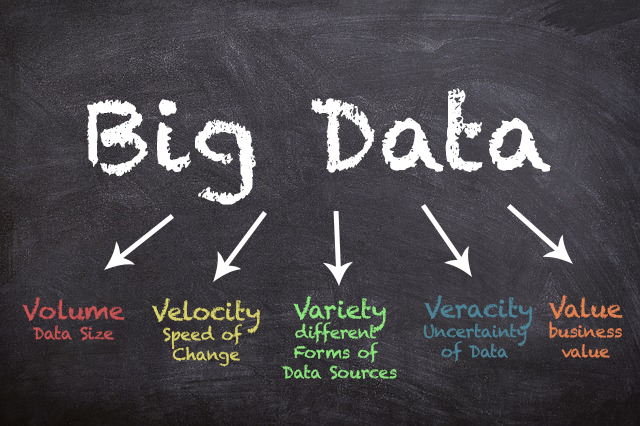 Big Data
Volume
Data Size
Velocity
Speed of
Change
Variety
different
Forms of
Data Sources
Veracity
Uncertainty
of Data
Value
business
value